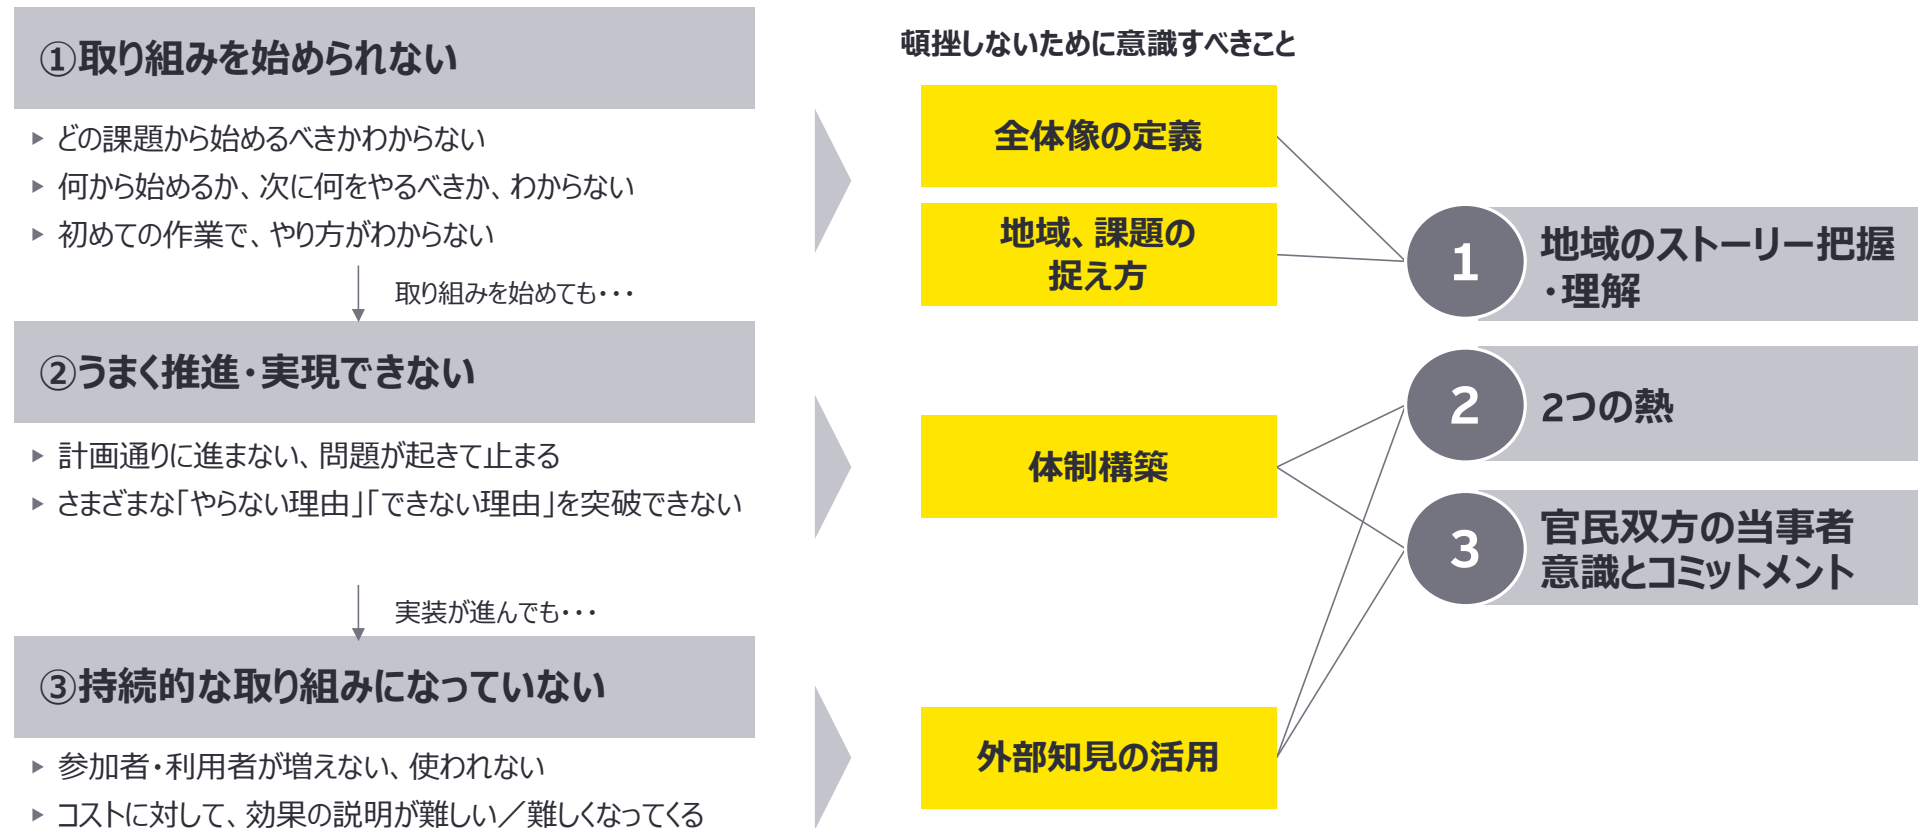 ①取り組みを始められない
▶ どの課題から始めるべきかわからない
▶ 何から始めるか、次に何をやるべきか、わからない
▶ 初めての作業で、やり方がわからない
取り組みを始めても・・・
②うまく推進・実現できない
▶ 計画通りに進まない、問題が起きて止まる
▶ さまざまな「やらない理由」「できない理由」を突破できない
実装が進んでも・・・
③持続的な取り組みになっていない
▶ 参加者・利用者が増えない、使われない
▶ コストに対して、効果の説明が難しい／難しくなってくる
頓挫しないために意識すべきこと
全体像の定義
地域、課題の
捉え方
体制構築
外部知見の活用
1
地域のストーリー把握
・理解
2
2つの熱
3
官民双方の当事者
意識とコミットメント